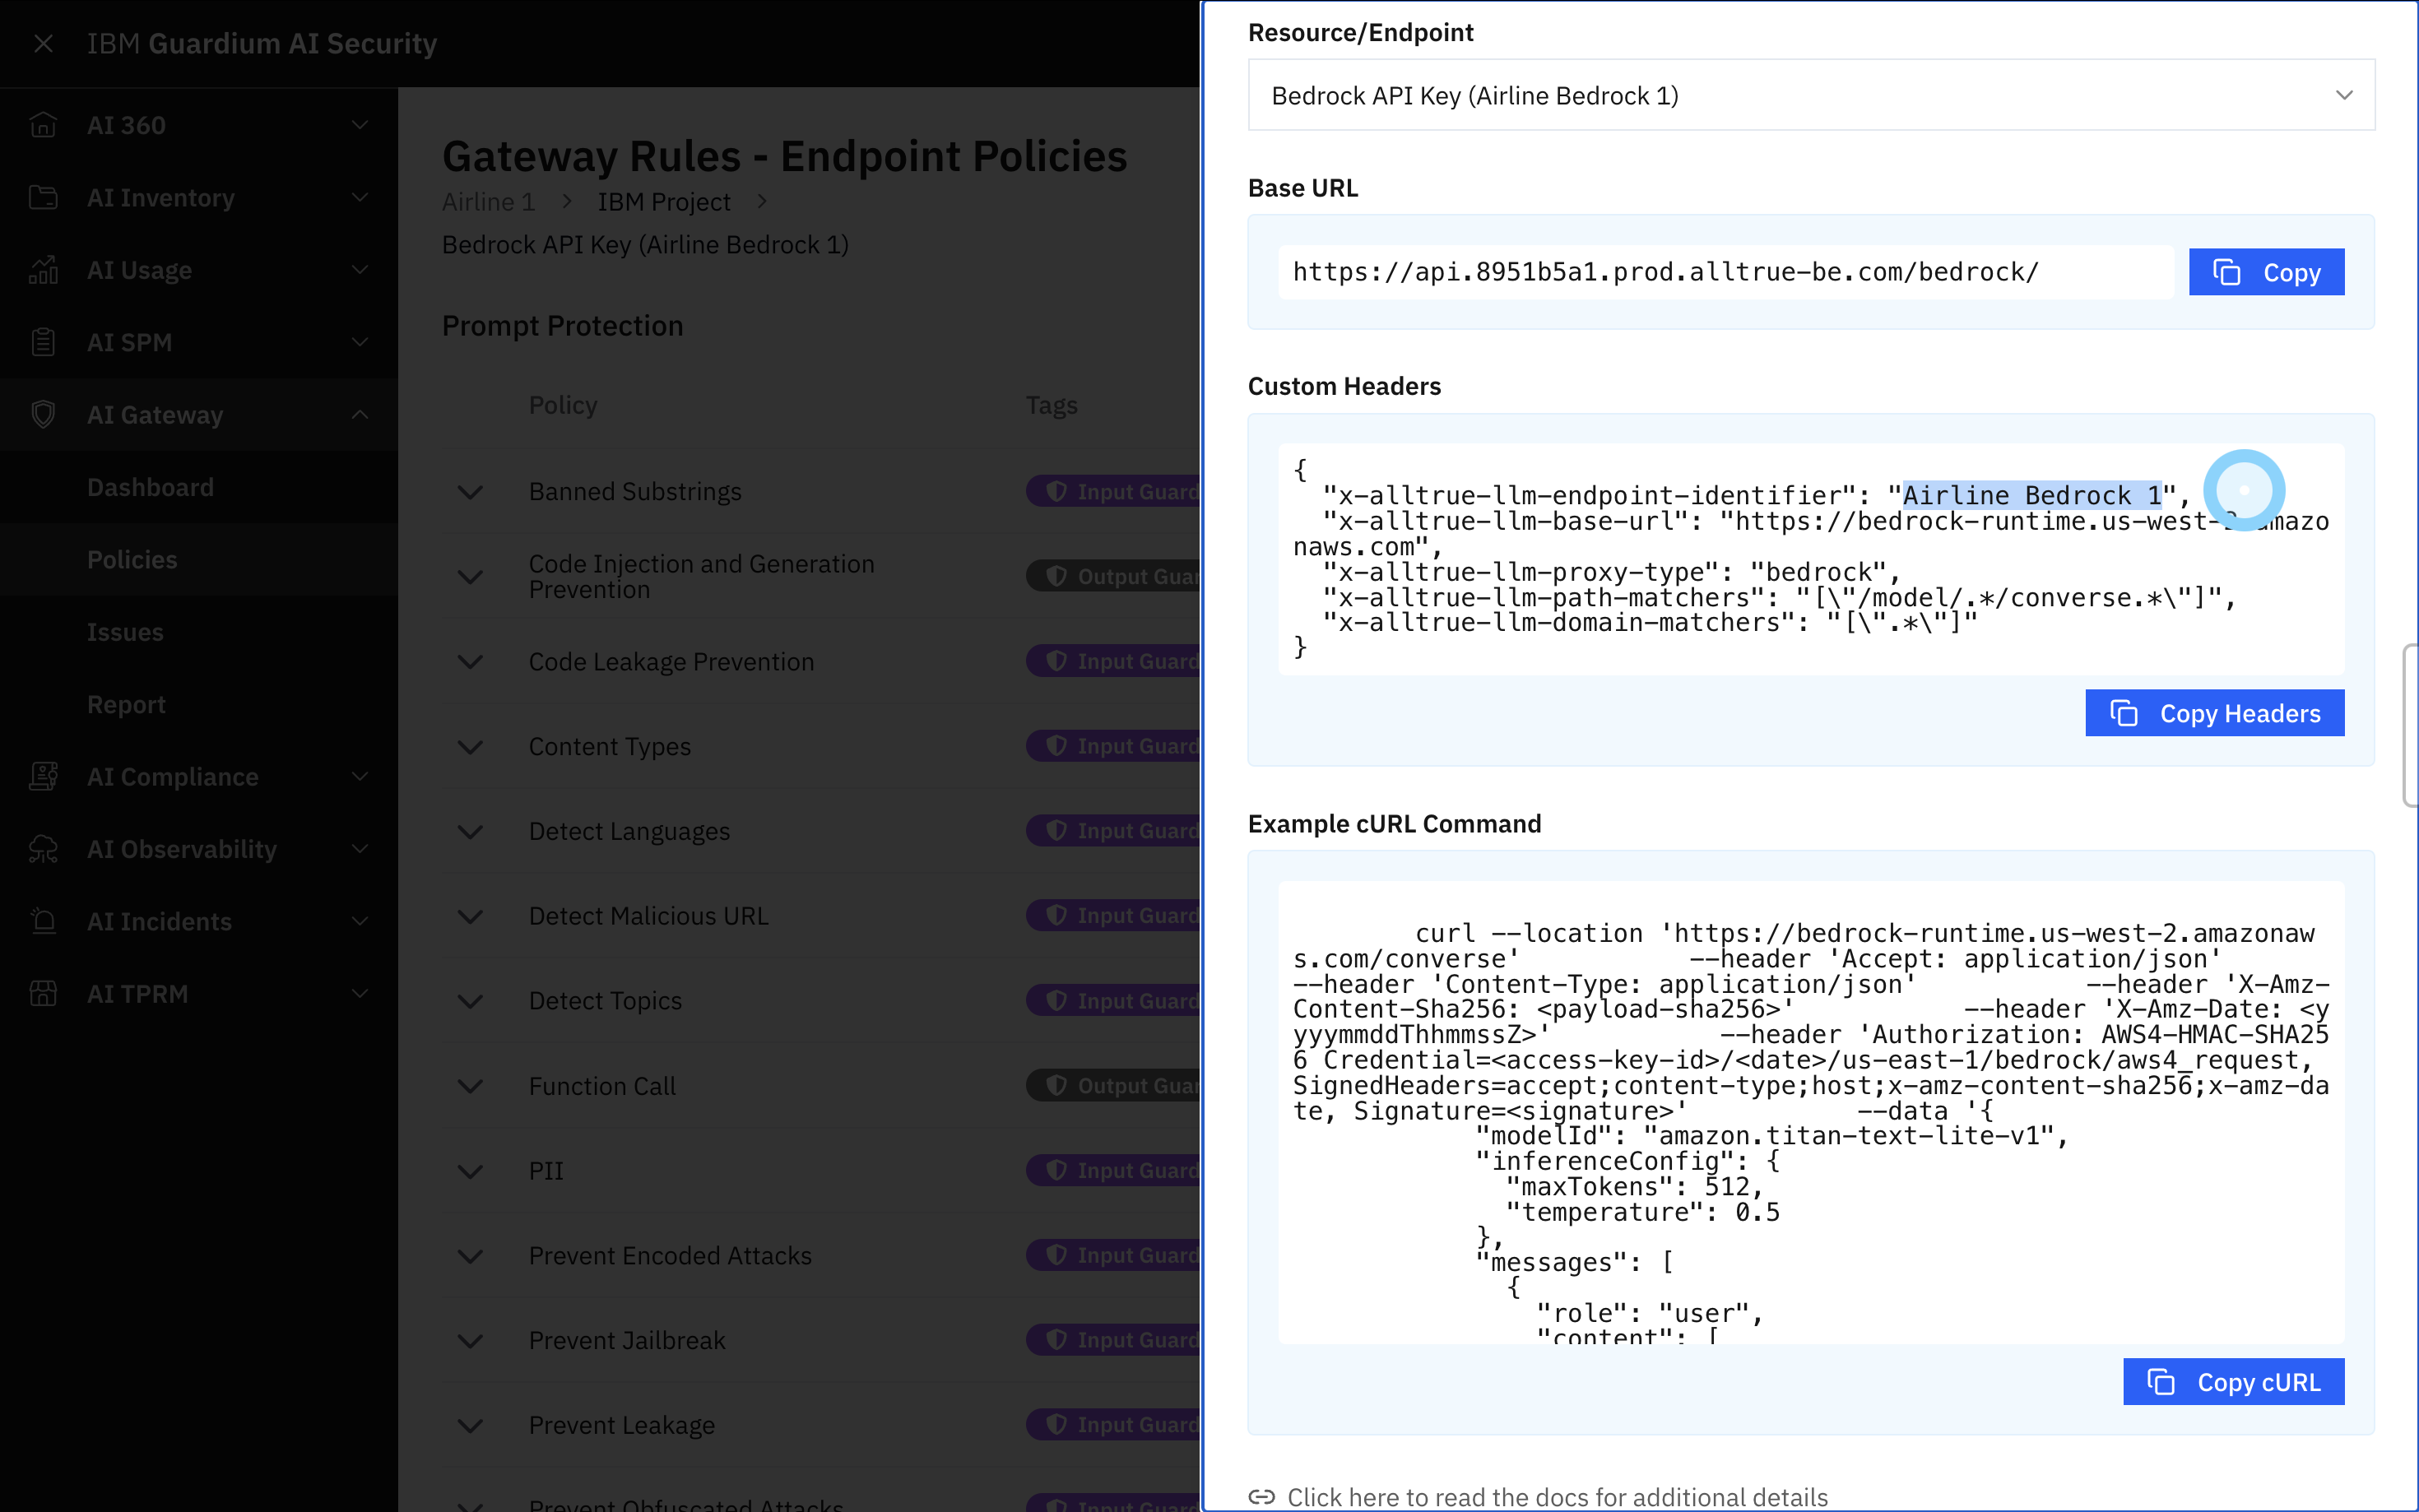 IBM Guardium AI Security
AI 360
AI Inventory
AI Usage
AI SPM
AI Gateway
Dashboard
Policies
Issues
Report
AI Compliance
AI Observability
AI Incidents
AI TPRM
Gateway Rules - Endpoint Policies
Airline 1 > IBM Project >
Bedrock API Key (Airline Bedrock 1)
Prompt Protection
Policy Tags
Banned Substrings Input Guard
Code Injection and Generation
Prevention
Output Guar
Code Leakage Prevention Input Guard
Content Types Input Guard
Detect Languages Input Guard
Detect Malicious URL Input Guard
Detect Topics Input Guard
Function Call Output Guar
PII Input Guard
Prevent Encoded Attacks Input Guard
Prevent Jailbreak Input Guard
Prevent Leakage Input Guard
Prevent Obfuscated Attacks Input Guard
Resource/Endpoint
Bedrock API Key (Airline Bedrock 1)
Base URL
https://api.8951b5a1.prod.alltrue-be.com/bedrock/
Copy
Custom Headers
{
"x-alltrue-llm-endpoint-identifier": "Airline Bedrock 1",
"x-alltrue-llm-base-url": "https://bedrock-runtime.us-west-2.amazo
naws.com",
"x-alltrue-llm-proxy-type": "bedrock",
"x-alltrue-llm-path-matchers": "[\"/model/.*/converse.*\"]",
"x-alltrue-llm-domain-matchers": "[\".*\"]"
}
Copy Headers
Example cURL Command
curl --location 'https://bedrock-runtime.us-west-2.amazonaw
s.com/converse' --header 'Accept: application/json'
--header 'Content-Type: application/json' --header 'X-Amz-
Content-Sha256: <payload-sha256>' --header 'X-Amz-Date: <y
yyymmddThhmmssZ>' --header 'Authorization: AWS4-HMAC-SHA25
6 Credential=<access-key-id>/<date>/us-east-1/bedrock/aws4_request,
SignedHeaders=accept;content-type;host;x-amz-content-sha256;x-amz-da
te, Signature=<signature>' --data '{
"modelId": "amazon.titan-text-lite-v1",
"inferenceConfig": {
"maxTokens": 512,
"temperature": 0.5
},
"messages": [
{
"role": "user",
"content": [
Copy cURL
Click here to read the docs for additional details